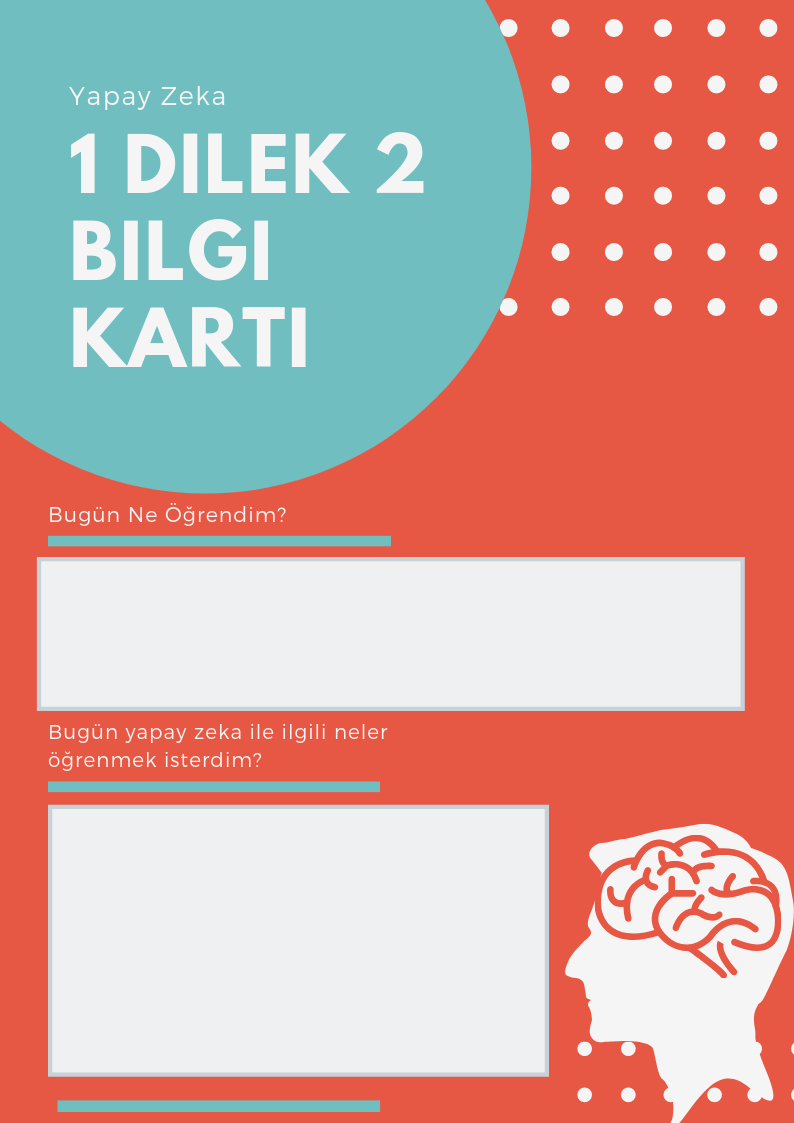 Yapay Zeka
1 DILEK 2
BILGI
KARTI
Bugün Ne Öğrendim?
Bugün yapay zeka ile ilgili neler
öğrenmek isterdim?